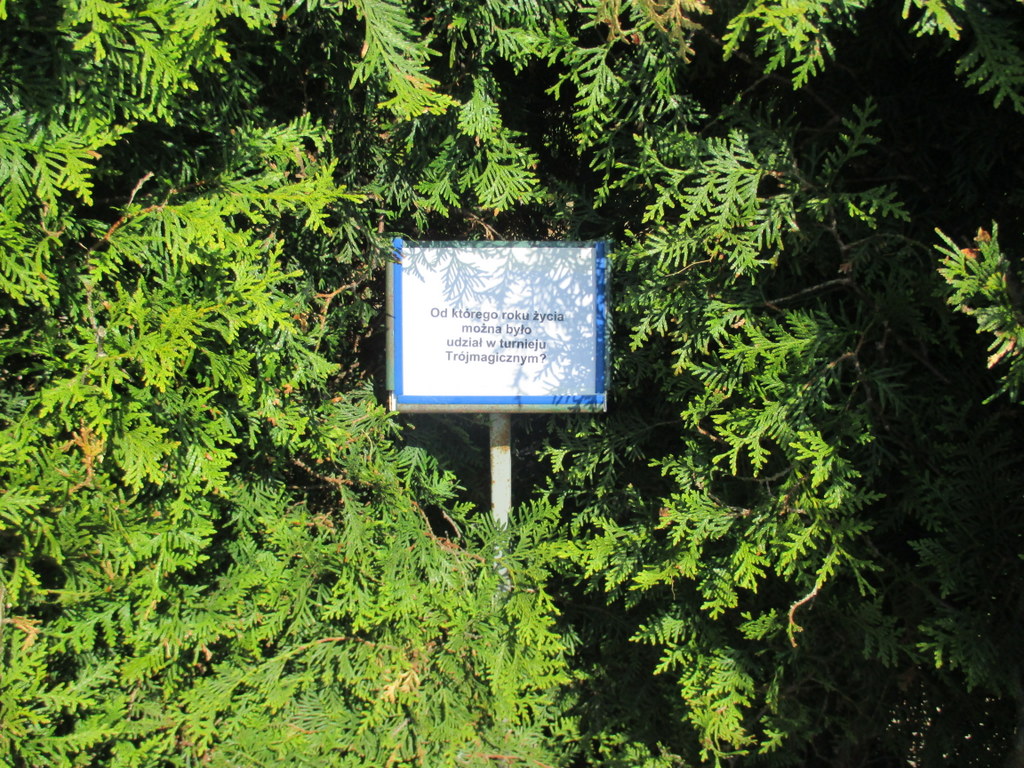 Od którego roku życia
można było
udział w turnieju
Trójmagicznym?